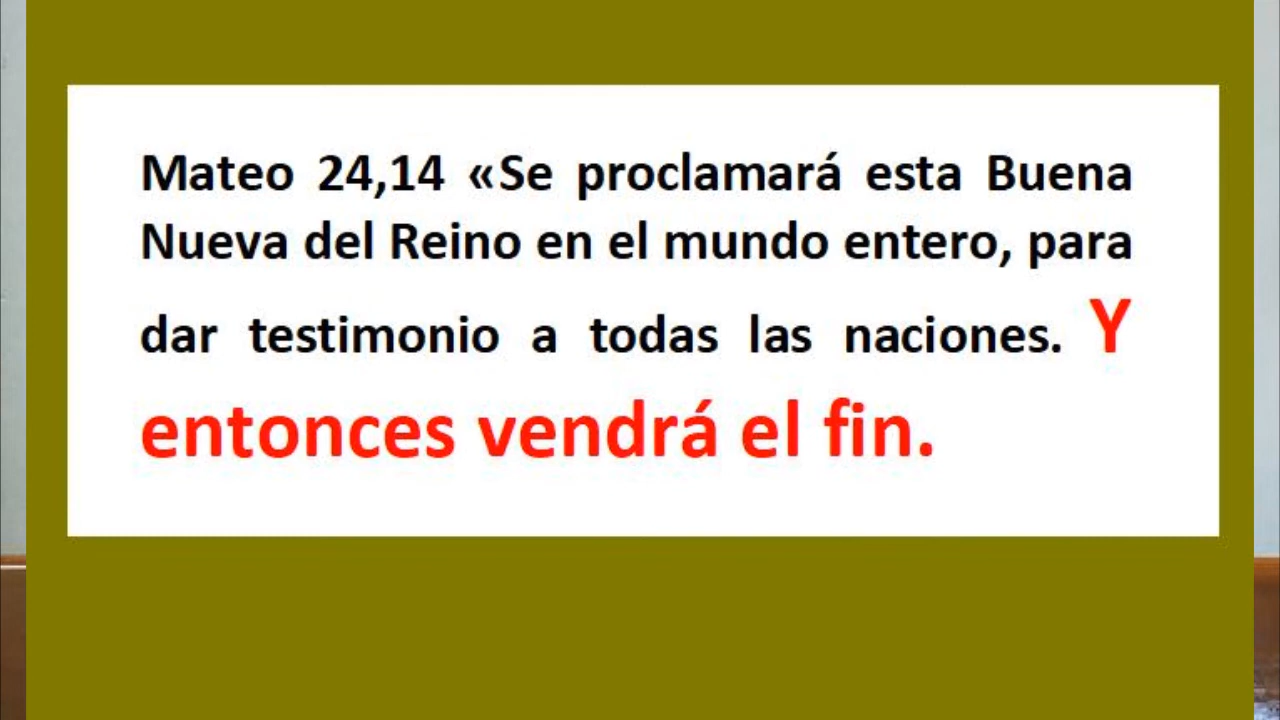 Mateo 24,14 «Se proclamará esta Buena
Nueva del Reino en el mundo entero, para
dar testimonio a todas las naciones. Y
entonces vendrá el fin.